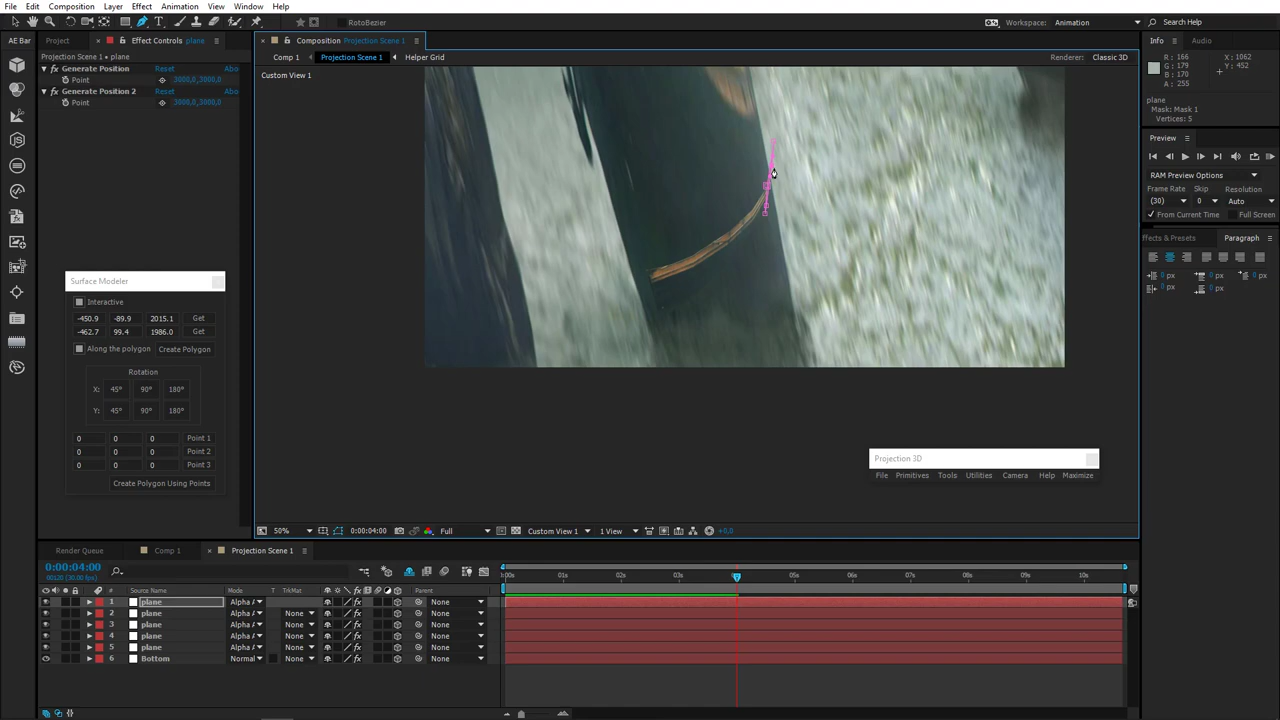 File Edit Composition Layer Effect Animation View Window Help
RotoBezier
Workspace: Animation
Search Help
AE Bar Project × Effect Controls plane
Composition Projection Scene 1
Info Audio
Projection Scene 1 • plane
Comp 1 Projection Scene 1 Helper Grid
Renderer: Classic 3D
Generate Position Reset Abo
Point 3000,0,3000,0
Generate Position 2 Reset Abo
Point 3000,0,3000,0
Custom View 1
R : 166
G : 179
B : 170
A : 255
X : 1062
Y : 452
plane
Mask: Mask 1
Vertices: 5
Preview
RAM Preview Options
Frame Rate Skip Resolution
(30) 0 Auto
From Current Time Full Screen
ffects & Presets Paragraph
0 px 0 px 0 px
0 px 0 px
Surface Modeler
Interactive
-450.9 -89.9 2015.1 Get
-462.7 99.4 1986.0 Get
Along the polygon Create Polygon
Rotation
X: 45° 90° 180°
Y: 45° 90° 180°
0 0 0 Point 1
0 0 0 Point 2
0 0 0 Point 3
Create Polygon Using Points
Projection 3D
File Primitives Tools Utilities Camera Help Maximize
50% 0:00:04:00 Full Custom View 1 1 View +0,0
Render Queue Comp 1 × Projection Scene 1
0:00:04:00
00120 (30.00 fps)
# Source Name Mode T TrkMat Parent
:00s 01s 02s 03s 05s 06s 07s 08s 09s 10s
1 plane Alpha A None
2 plane Alpha A None None
3 plane Alpha A None None
4 plane Alpha A None None
5 plane Alpha A None None
6 Bottom Normal None None